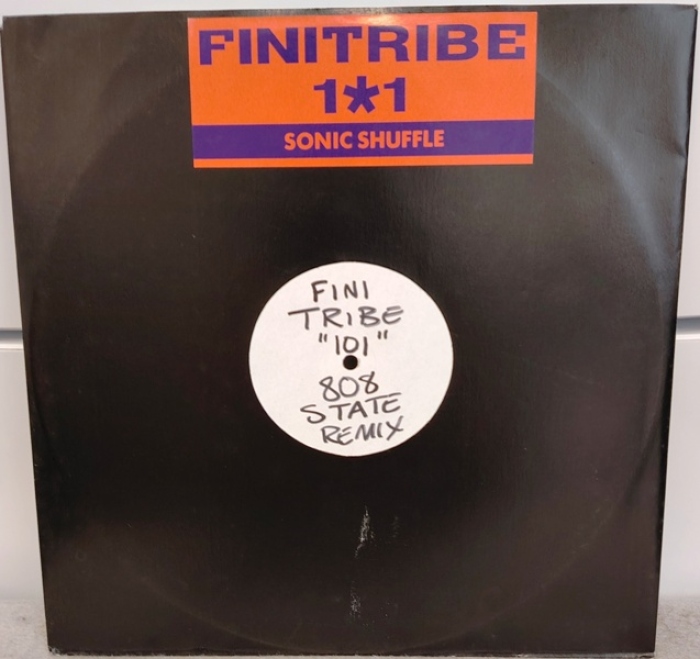 FINITRIBE
1*1
SONIC SHUFFLE
FINI
TRIBE
"101"
808
STATE
REMIX